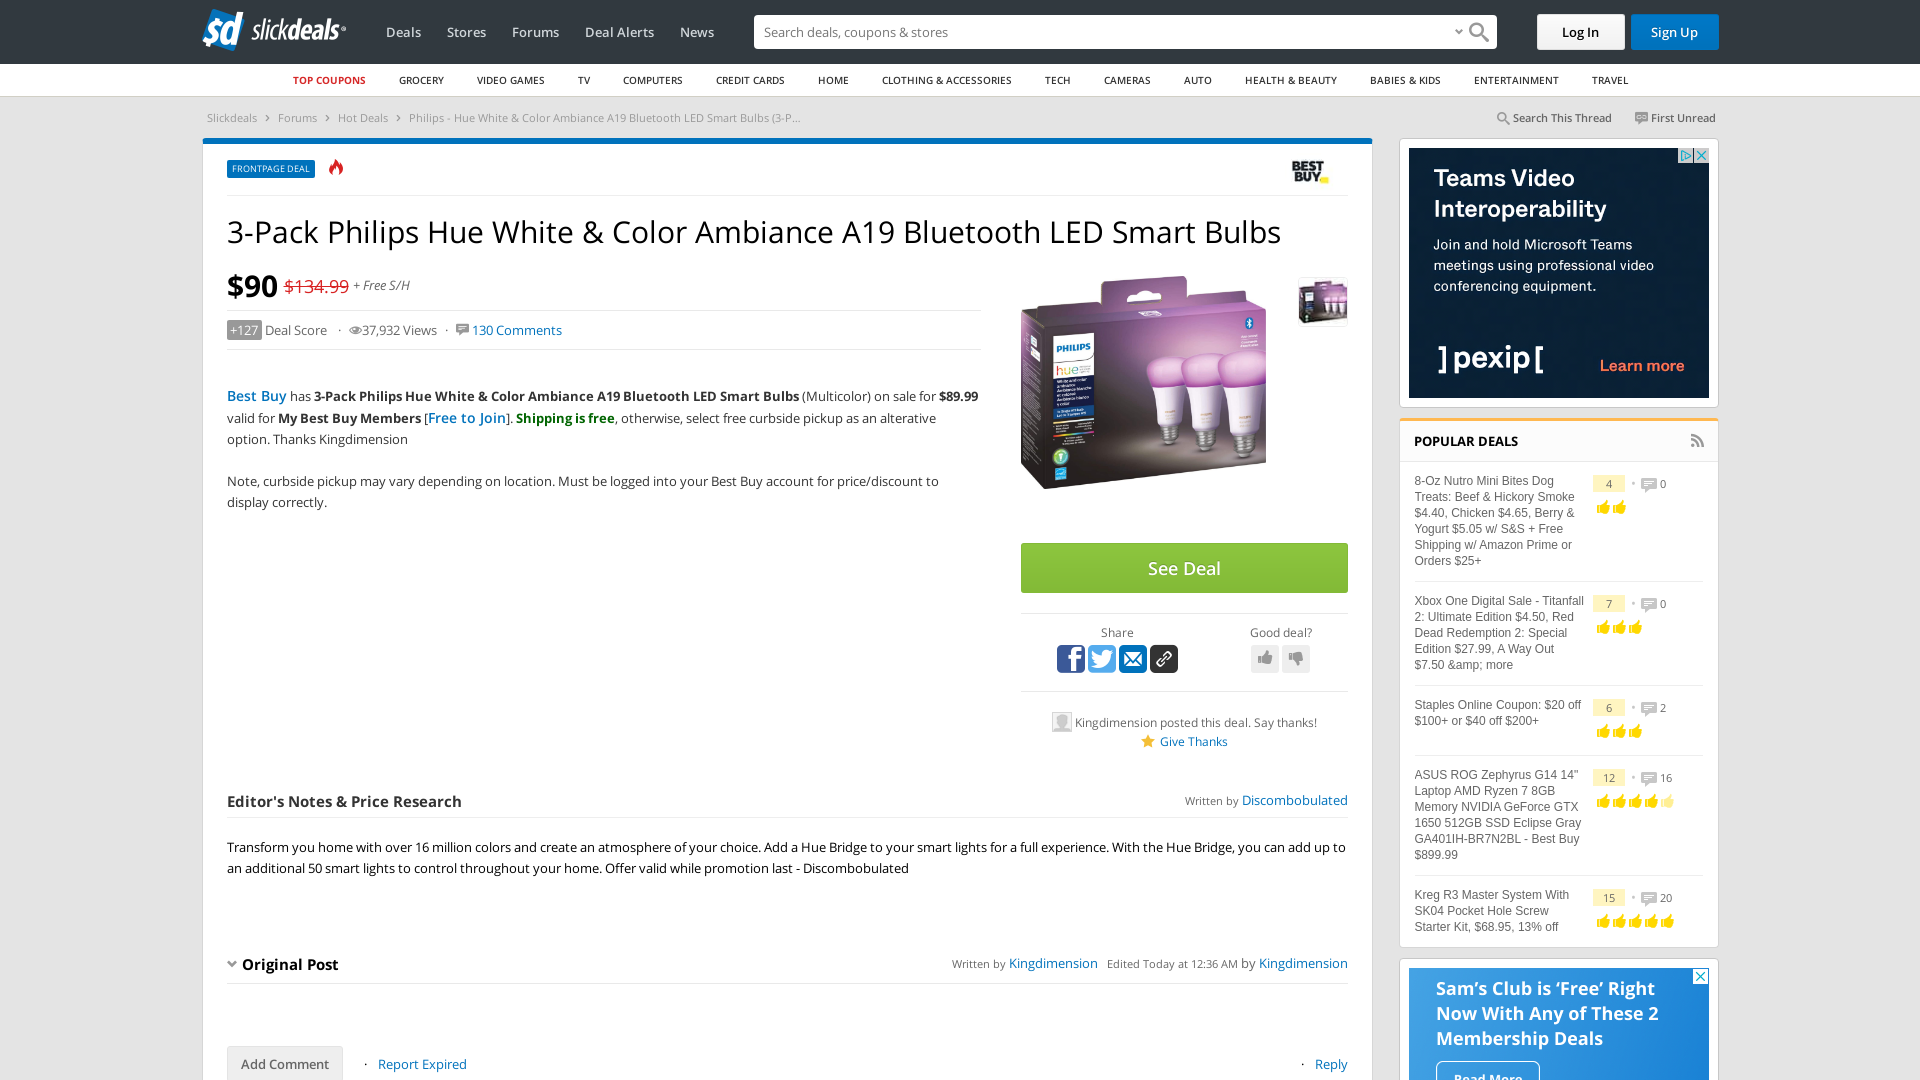 sd slickdeals
Deals Stores Forums Deal Alerts News
Search deals, coupons & stores
Log In Sign Up
TOP COUPONS GROCERY VIDEO GAMES TV COMPUTERS CREDIT CARDS HOME CLOTHING & ACCESSORIES TECH CAMERAS AUTO HEALTH & BEAUTY BABIES & KIDS ENTERTAINMENT TRAVEL
Slickdeals › Forums › Hot Deals › Philips - Hue White & Color Ambiance A19 Bluetooth LED Smart Bulbs (3-P...
Search This Thread First Unread
FRONTPAGE DEAL
BEST
BUY
3-Pack Philips Hue White & Color Ambiance A19 Bluetooth LED Smart Bulbs
$90 $134.99 + Free S/H
+127 Deal Score · 37,932 Views · 130 Comments
Best Buy has 3-Pack Philips Hue White & Color Ambiance A19 Bluetooth LED Smart Bulbs (Multicolor) on sale for $89.99
valid for My Best Buy Members [Free to Join]. Shipping is free, otherwise, select free curbside pickup as an alterative
option. Thanks Kingdimension
Note, curbside pickup may vary depending on location. Must be logged into your Best Buy account for price/discount to
display correctly.
PHILIPS
hue
See Deal
Share Good deal?
Kingdimension posted this deal. Say thanks!
Give Thanks
Editor's Notes & Price Research
Written by Discombobulated
Transform you home with over 16 million colors and create an atmosphere of your choice. Add a Hue Bridge to your smart lights for a full experience. With the Hue Bridge, you can add up to
an additional 50 smart lights to control throughout your home. Offer valid while promotion last - Discombobulated
Original Post
Written by Kingdimension Edited Today at 12:36 AM by Kingdimension
Add Comment · Report Expired · Reply
Teams Video
Interoperability
Join and hold Microsoft Teams
meetings using professional video
conferencing equipment.
]pexip[ Learn more
POPULAR DEALS
8-Oz Nutro Mini Bites Dog
Treats: Beef & Hickory Smoke
$4.40, Chicken $4.65, Berry &
Yogurt $5.05 w/ S&S + Free
Shipping w/ Amazon Prime or
Orders $25+
4 • 0
Xbox One Digital Sale - Titanfall
2: Ultimate Edition $4.50, Red
Dead Redemption 2: Special
Edition $27.99, A Way Out
$7.50 &amp; more
7 • 0
Staples Online Coupon: $20 off
$100+ or $40 off $200+
6 • 2
ASUS ROG Zephyrus G14 14"
Laptop AMD Ryzen 7 8GB
Memory NVIDIA GeForce GTX
1650 512GB SSD Eclipse Gray
GA401IH-BR7N2BL - Best Buy
$899.99
12 • 16
Kreg R3 Master System With
SK04 Pocket Hole Screw
Starter Kit, $68.95, 13% off
15 • 20
Sam's Club is 'Free' Right
Now With Any of These 2
Membership Deals
Read More